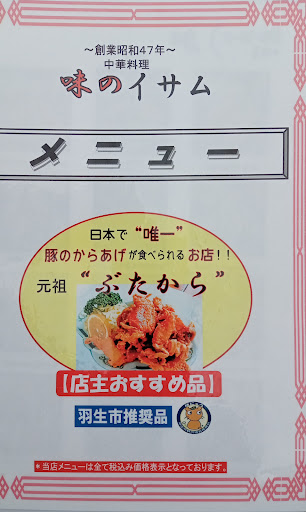 ～創業昭和47年～
中華料理
味のイサム
メニュー
日本で“唯一”
豚のからあげが食べられるお店！！
元祖“ぶたから”
【店主おすすめ品】
羽生市推奨品
＊当店メニューは全て税込み価格表示となっております。